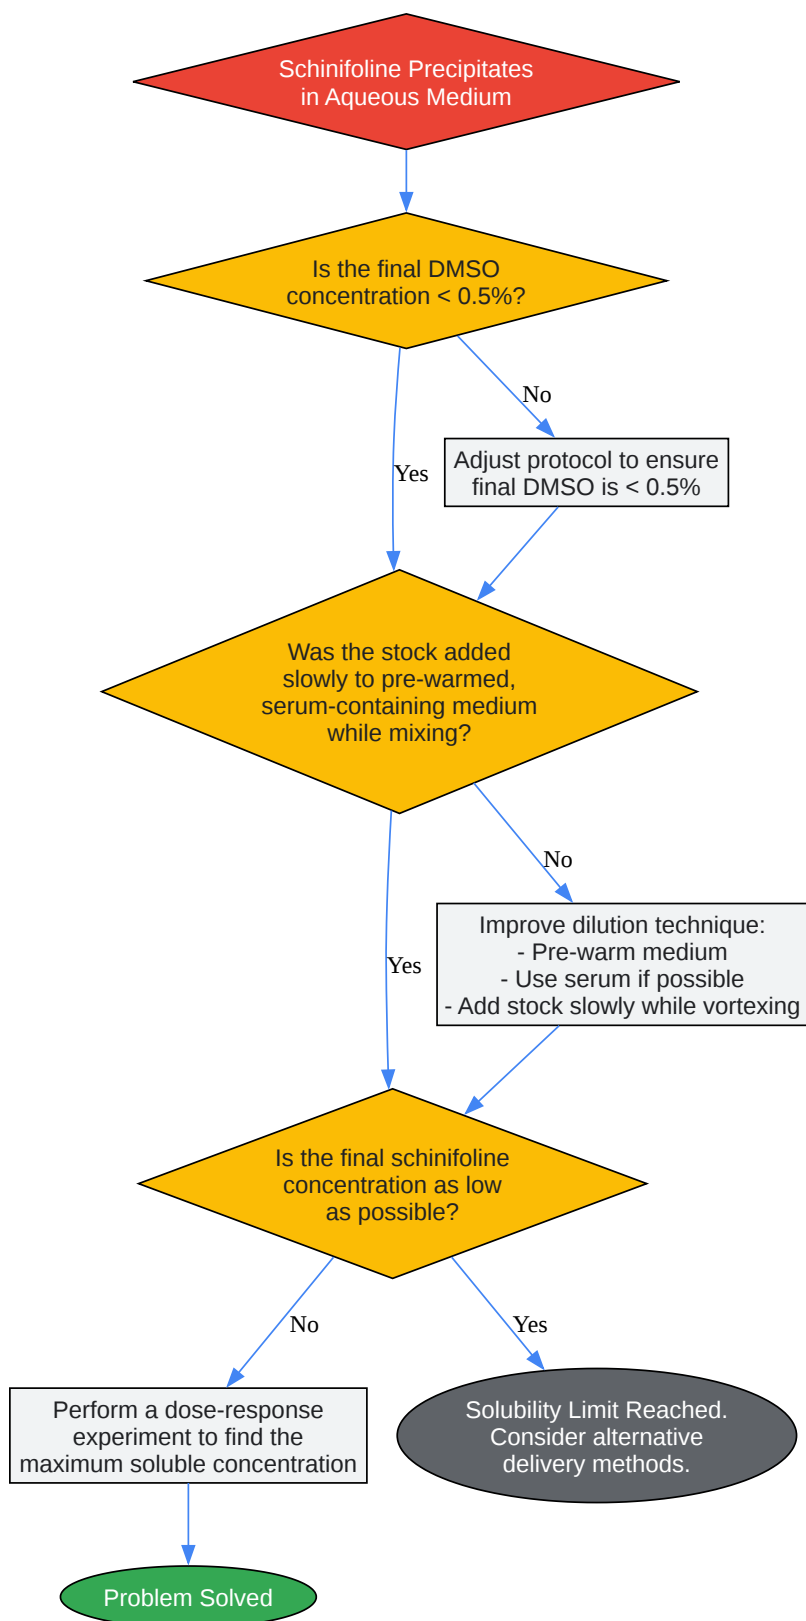 Schinifoline Precipitates
in Aqueous Medium
Is the final DMSO
concentration < 0.5%?
No
Yes
Adjust protocol to ensure
final DMSO is < 0.5%
Was the stock added
slowly to pre-warmed,
serum-containing medium
while mixing?
No
Yes
Improve dilution technique:
- Pre-warm medium
- Use serum if possible
- Add stock slowly while vortexing
Is the final schinifoline
concentration as low
as possible?
No
Yes
Perform a dose-response
experiment to find the
maximum soluble concentration
Solubility Limit Reached.
Consider alternative
delivery methods.
Problem Solved